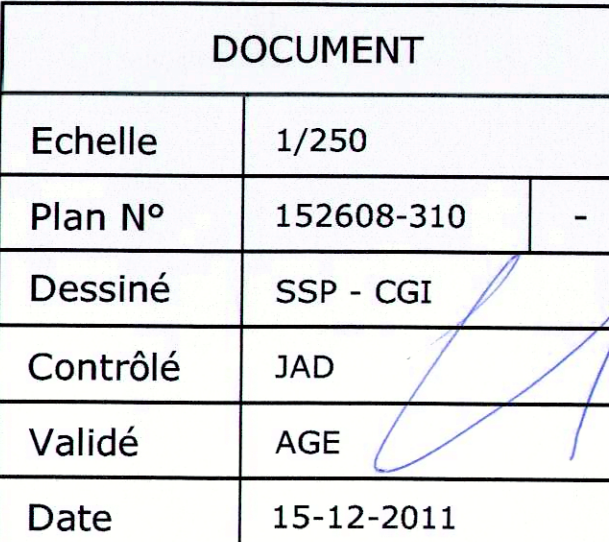 DOCUMENT
Echelle 1/250
Plan N° 152608-310 -
Dessiné SSP - CGI
Contrôlé JAD
Validé AGE
Date 15-12-2011